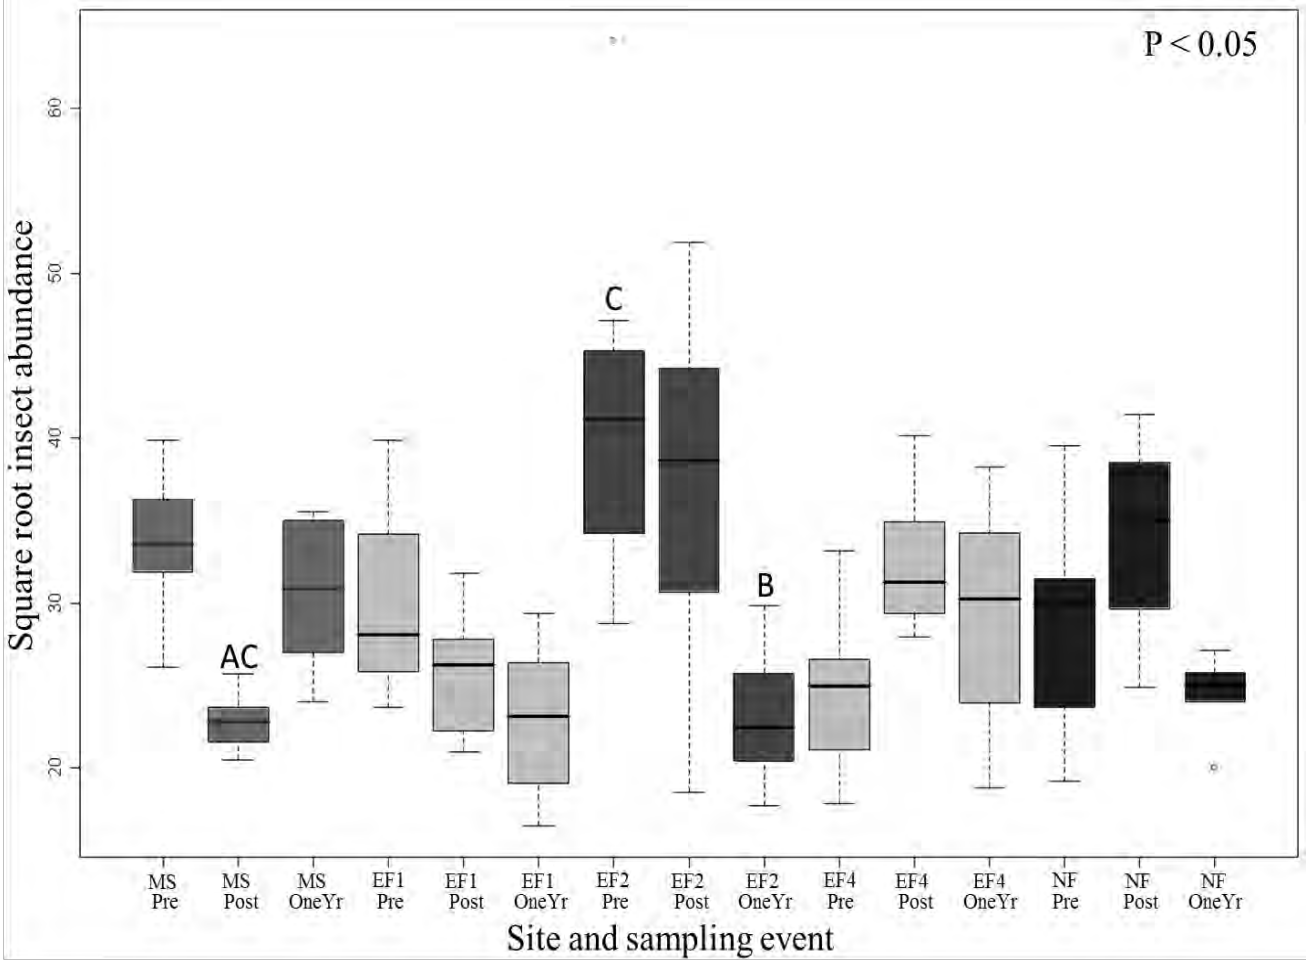 P < 0.05
Square root insect abundance
60
50
40
30
20
C
B
AC
MS Pre
MS Post
MS OneYr
EF1 Pre
EF1 Post
EF1 OneYr
EF2 Pre
EF2 Post
EF2 OneYr
EF4 Pre
EF4 Post
EF4 OneYr
NF Pre
NF Post
NF OneYr
Site and sampling event